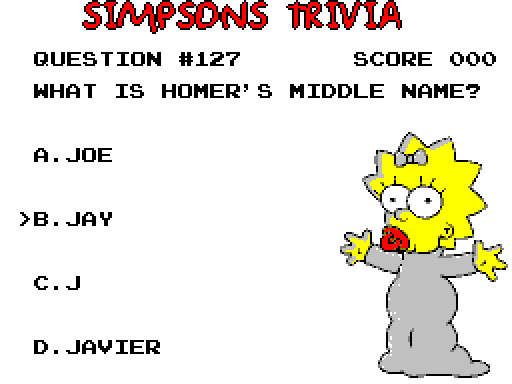 SIMPSONS TRIVIA
QUESTION #127 SCORE 000
WHAT IS HOMER'S MIDDLE NAME?
A.JOE
>B.JAY
C.J
D.JAVIER